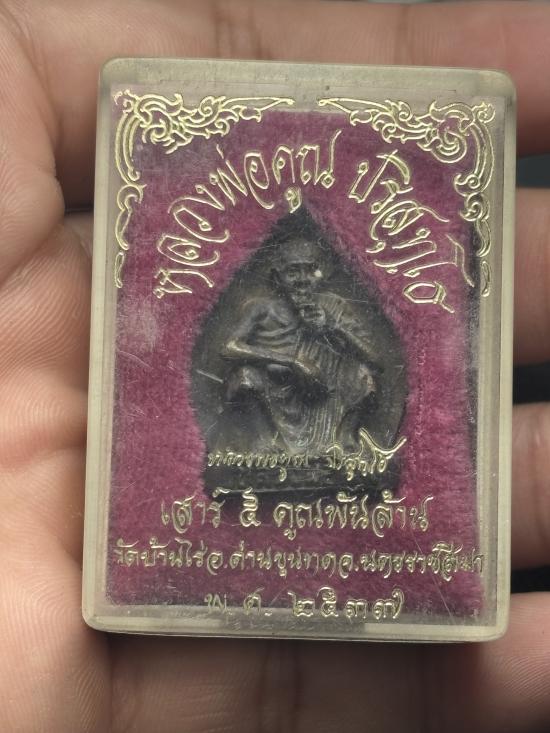 หลวงพ่อคูณ ปริสุทฺโธ
หลวงพ่อคูณ ปริสุทฺโธ
เสาร์ ๕ คูณพันล้าน
วัดบ้านไร่ อ.ด่านขุนทด จ.นครราชสีมา
พ.ศ. ๒๕๓๗